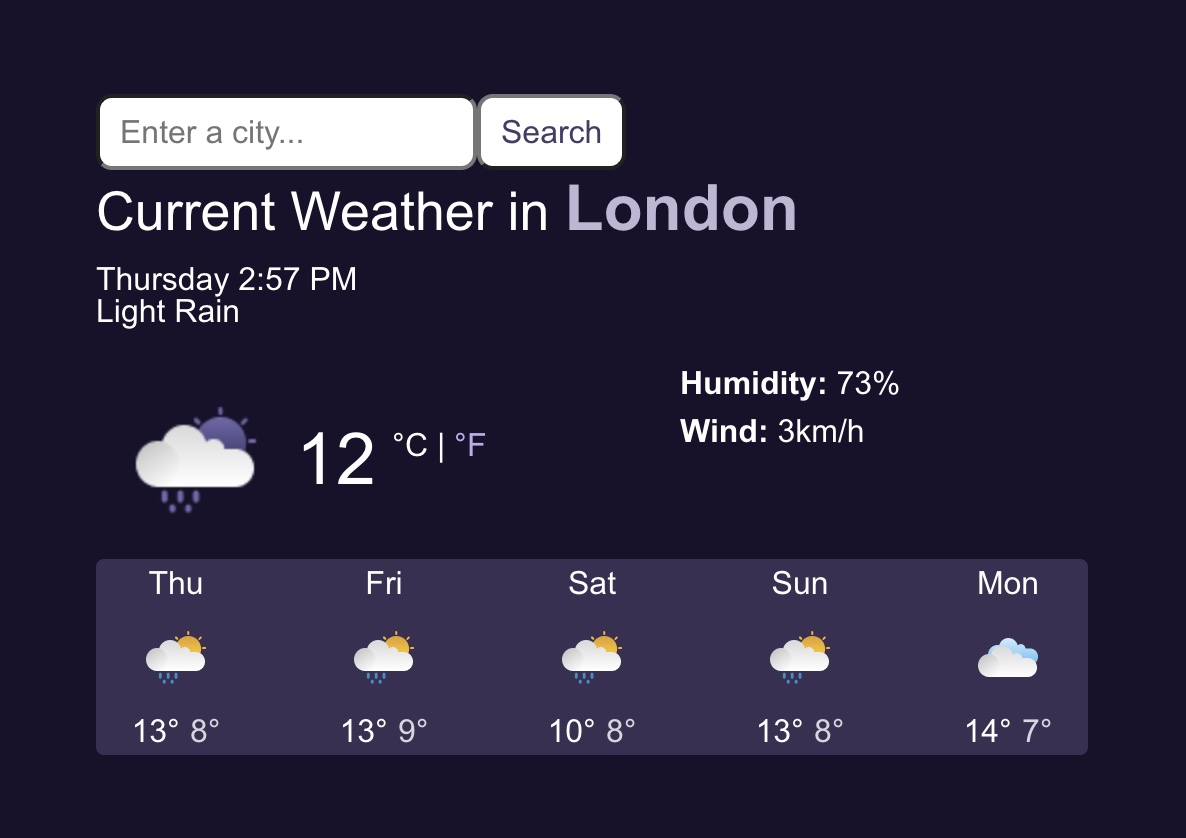 Enter a city... Search
Current Weather in London
Thursday 2:57 PM
Light Rain
Humidity: 73%
12 °C | °F
Wind: 3km/h
Thu Fri Sat Sun Mon
13° 8° 13° 9° 10° 8° 13° 8° 14° 7°